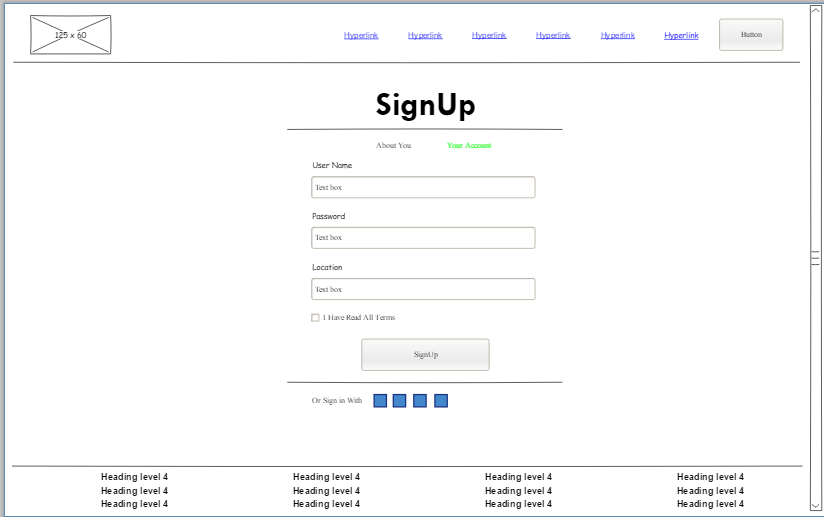 125 x 60 Hyperlink Hyperlink Hyperlink Hyperlink Hyperlink Hyperlink Button
SignUp
About You Your Account
User Name
Text box
Password
Text box
Location
Text box
I Have Read All Terms
SignUp
Or Sign in With
Heading level 4 Heading level 4 Heading level 4 Heading level 4
Heading level 4 Heading level 4 Heading level 4 Heading level 4
Heading level 4 Heading level 4 Heading level 4 Heading level 4